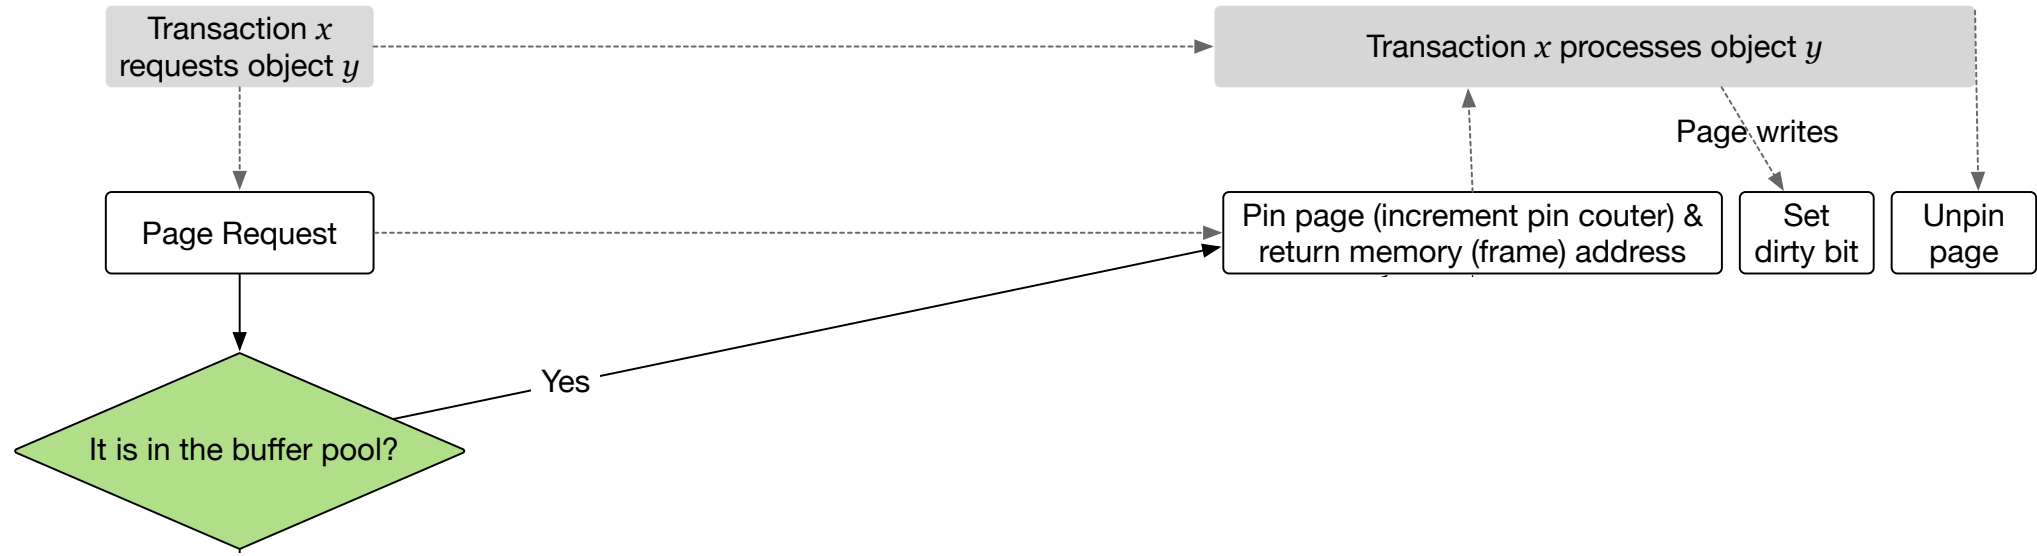 Transaction x
requests object y
Transaction x processes object y
Page writes
Page Request
Pin page (increment pin couter) &
return memory (frame) address
Set
dirty bit
Unpin
page
Yes
It is in the buffer pool?